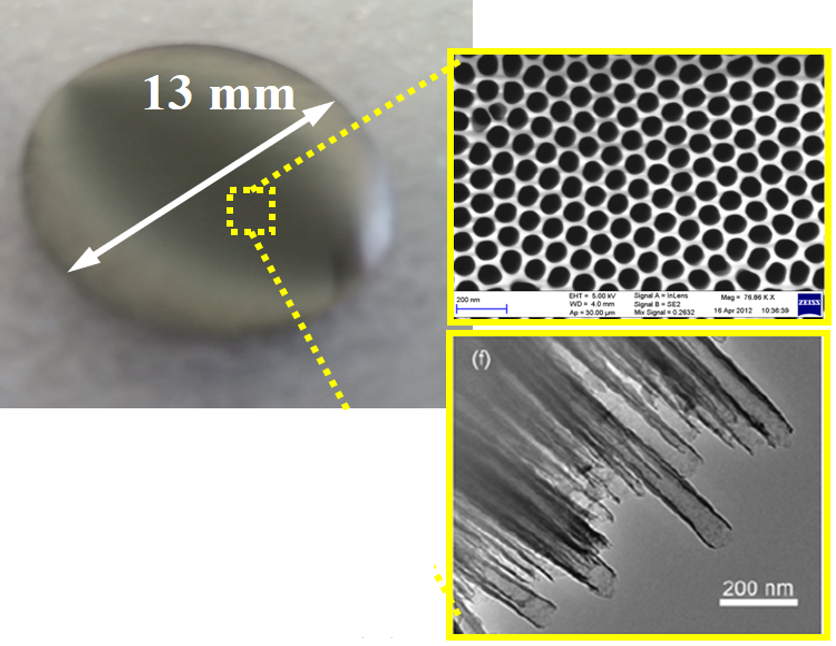 13 mm
200 nm
EHT = 5.00 kV
WD = 4.0 mm
Ap = 30.00 µm
Signal A = InLens
Signal B = SE2
Mix Signal = 0.2632
Mag = 76.86 K X
16 Apr 2012 10:36:39
ZEISS
(f)
200 nm